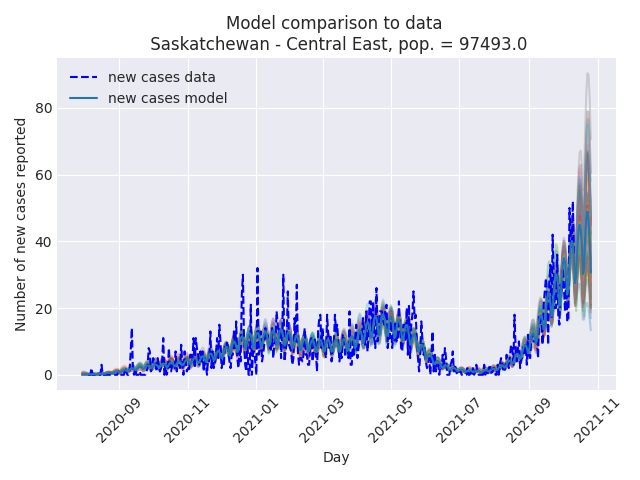 Model comparison to data
Saskatchewan - Central East, pop. = 97493.0
new cases data
new cases model
Number of new cases reported
80
60
40
20
0
2020-09
2020-11
2021-01
2021-03
2021-05
2021-07
2021-09
2021-11
Day